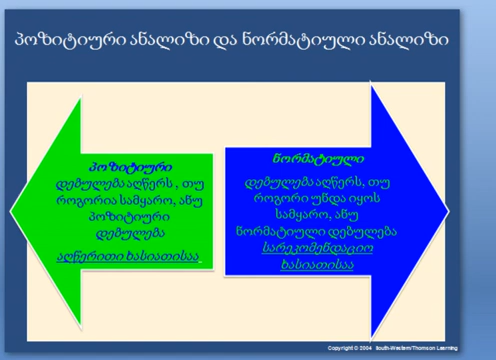 პოზიტიური ანალიზი და ნორმატიული ანალიზი
პოზიტიური
დებულება აღწერს , თუ
როგორია სამყარო, ანუ
პოზიტიური
დებულება
აღწერითი ხასიათისაა
ნორმატიული
დებულება აღწერს, თუ
როგორი უნდა იყოს
სამყარო, ანუ
ნორმატიული დებულება
სარეკომენდაციო
ხასიათისაა
Copyright © 2004 South-Western/Thomson Learning